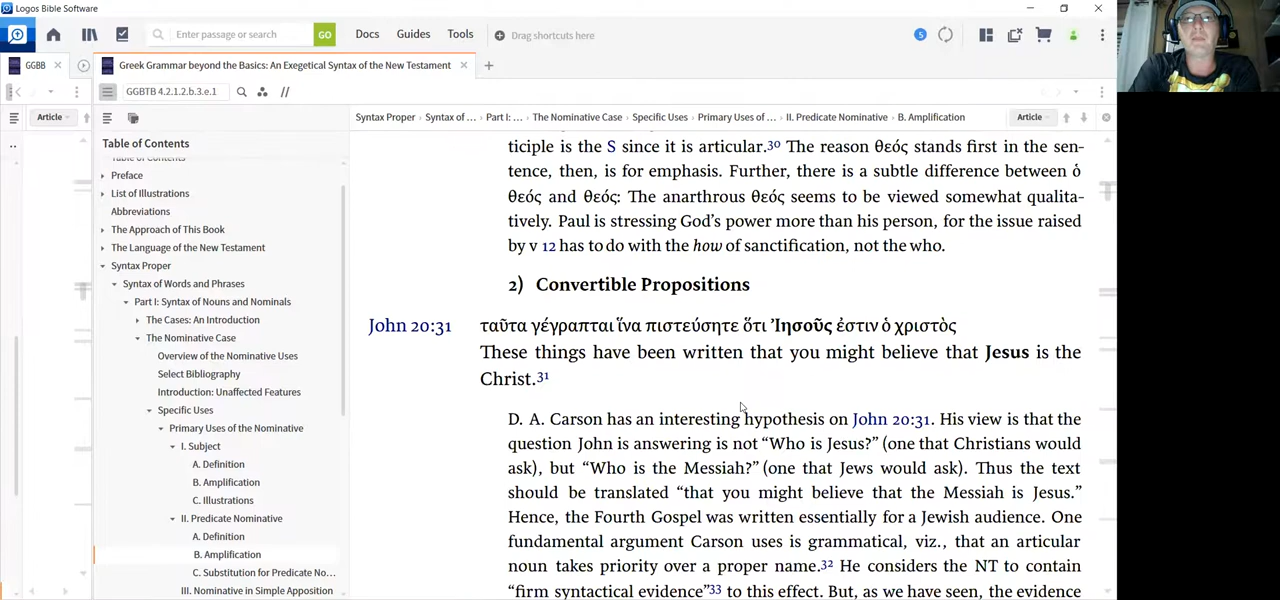 Logos Bible Software
Enter passage or search
GO
Docs
Guides
Tools
Drag shortcuts here
5
GGBB
Greek Grammar beyond the Basics: An Exegetical Syntax of the New Testament
GGBTB 4.2.1.2.b.3.e.1
Article
Syntax Proper › Syntax of ... › Part I: ... › The Nominative Case › Specific Uses › Primary Uses of ... › II. Predicate Nominative › B. Amplification
Article
Table of Contents
Table of Contents
Preface
List of Illustrations
Abbreviations
The Approach of This Book
The Language of the New Testament
Syntax Proper
Syntax of Words and Phrases
Part I: Syntax of Nouns and Nominals
The Cases: An Introduction
The Nominative Case
Overview of the Nominative Uses
Select Bibliography
Introduction: Unaffected Features
Specific Uses
Primary Uses of the Nominative
I. Subject
A. Definition
B. Amplification
C. Illustrations
II. Predicate Nominative
A. Definition
B. Amplification
C. Substitution for Predicate No...
III. Nominative in Simple Apposition
ticiple is the S since it is articular.30 The reason θεός stands first in the sen-
tence, then, is for emphasis. Further, there is a subtle difference between ὁ
θεός and θεός: The anarthrous θεός seems to be viewed somewhat qualita-
tively. Paul is stressing God's power more than his person, for the issue raised
by v 12 has to do with the how of sanctification, not the who.
2) Convertible Propositions
John 20:31 ταῦτα γέγραπται ἵνα πιστεύσητε ὅτι Ἰησοῦς ἐστιν ὁ χριστὸς
These things have been written that you might believe that Jesus is the
Christ.31
D. A. Carson has an interesting hypothesis on John 20:31. His view is that the
question John is answering is not “Who is Jesus?” (one that Christians would
ask), but “Who is the Messiah?” (one that Jews would ask). Thus the text
should be translated “that you might believe that the Messiah is Jesus.”
Hence, the Fourth Gospel was written essentially for a Jewish audience. One
fundamental argument Carson uses is grammatical, viz., that an articular
noun takes priority over a proper name.32 He considers the NT to contain
“firm syntactical evidence”33 to this effect. But, as we have seen, the evidence